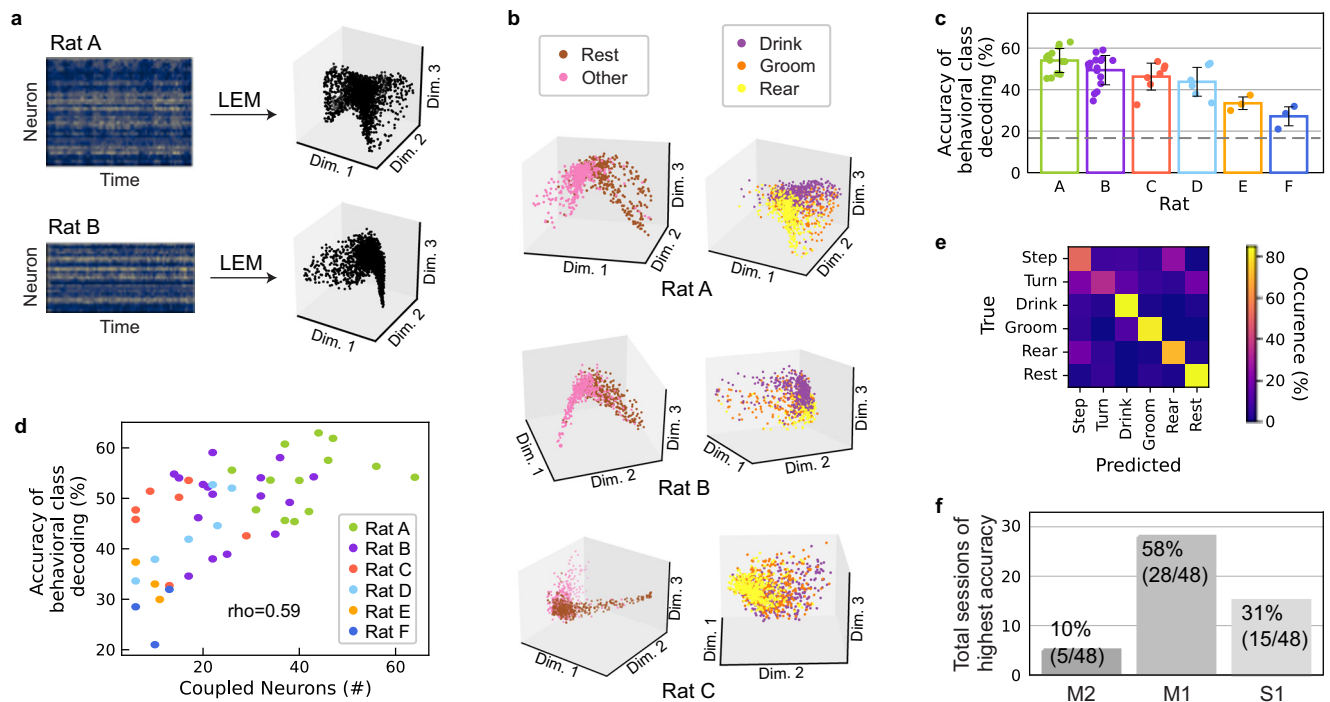 a
Rat A
Neuron
Time
LEM
Dim. 1
Dim. 2
Dim. 3
Rat B
Neuron
Time
LEM
Dim. 1
Dim. 2
Dim. 3
b
Rest
Other
Drink
Groom
Rear
Dim. 1
Dim. 2
Dim. 3
Dim. 1
Dim. 2
Dim. 3
Rat A
Dim. 1
Dim. 2
Dim. 3
Dim. 1
Dim. 2
Dim. 3
Rat B
Dim. 1
Dim. 2
Dim. 3
Dim. 1
Dim. 2
Dim. 3
Rat C
c
Accuracy of
behavioral class
decoding (%)
60
40
20
0
A B C D E F
Rat
d
Accuracy of
behavioral class
decoding (%)
60
50
40
30
20
rho=0.59
Rat A
Rat B
Rat C
Rat D
Rat E
Rat F
20 40 60
Coupled Neurons (#)
e
True
Step
Turn
Drink
Groom
Rear
Rest
Step Turn Drink Groom Rear Rest
Predicted
80
60
40
20
0
Occurence (%)
f
Total sessions of
highest accuracy
30
20
10
0
10%
(5/48)
58%
(28/48)
31%
(15/48)
M2 M1 S1